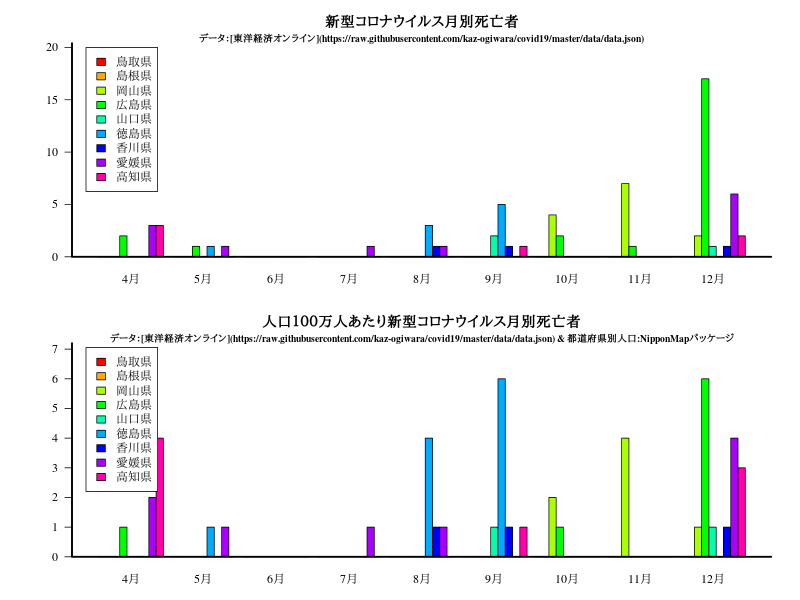 新型コロナウイルス月別死亡者
データ:[東洋経済オンライン](https://raw.githubusercontent.com/kaz-ogiwara/covid19/master/data/data.json)
20
15
10
5
0
鳥取県
島根県
岡山県
広島県
山口県
徳島県
香川県
愛媛県
高知県
4月 5月 6月 7月 8月 9月 10月 11月 12月
人口100万人あたり新型コロナウイルス月別死亡者
データ:[東洋経済オンライン](https://raw.githubusercontent.com/kaz-ogiwara/covid19/master/data/data.json) & 都道府県別人口:NipponMapパッケージ
7
6
5
4
3
2
1
0
鳥取県
島根県
岡山県
広島県
山口県
徳島県
香川県
愛媛県
高知県
4月 5月 6月 7月 8月 9月 10月 11月 12月